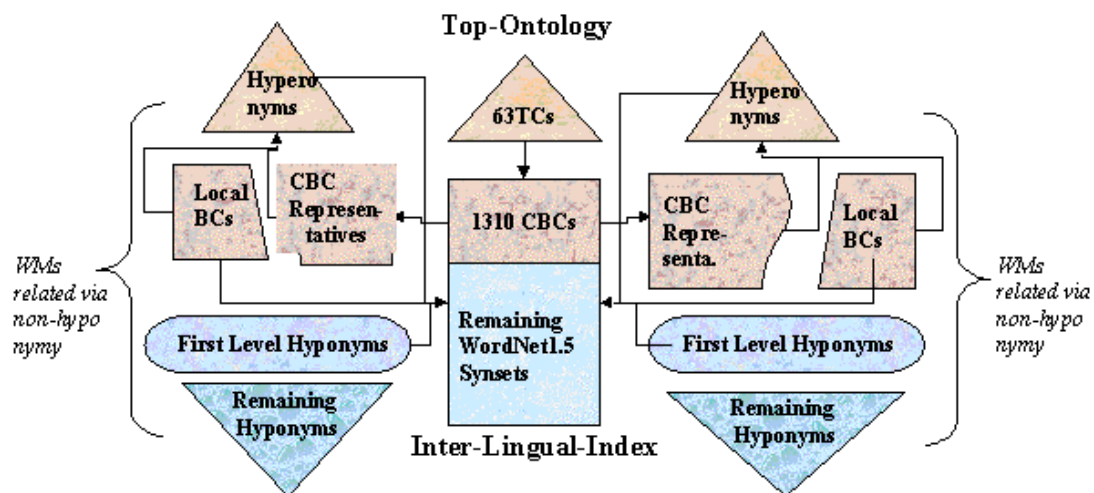 Top-Ontology
Hypero
nyms
63TCs
Hypero
nyms
Local
BCs
CBC
Represen-
tatives
1310 CBCs
CBC
Repre-
senta.
Local
BCs
WMs
related via
non-hypo
nymy
WMs
related via
non-hypo
nymy
First Level Hyponyms
Remaining
WordNet1.5
Synsets
First Level Hyponyms
Remaining
Hyponyms
Remaining
Hyponyms
Inter-Lingual-Index